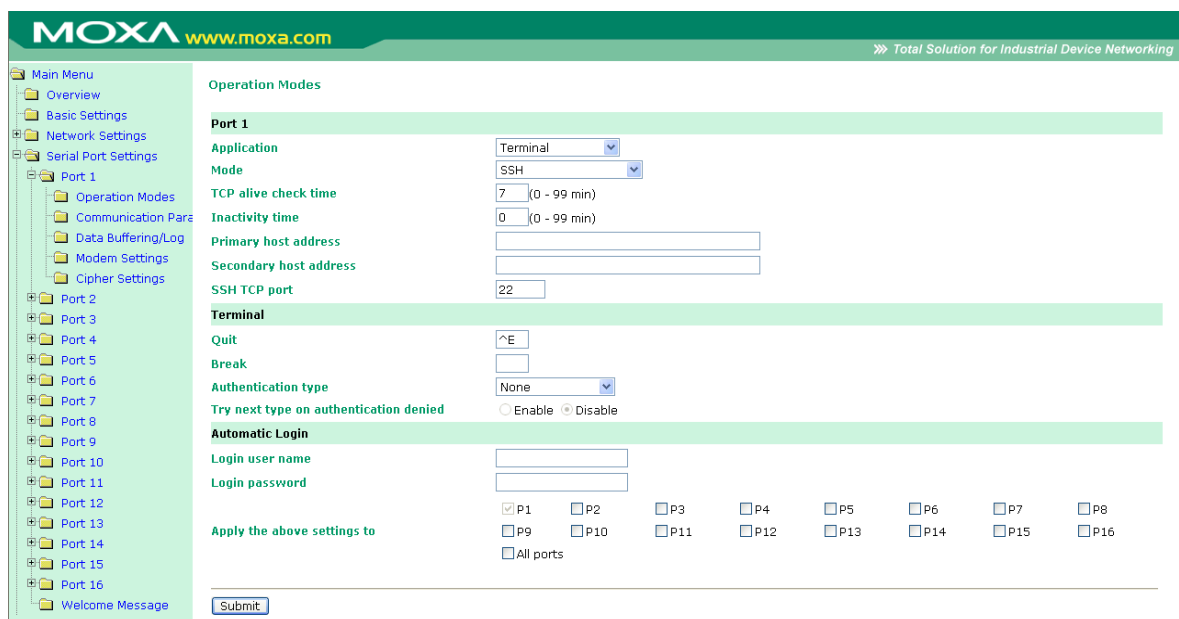 MOXA www.moxa.com
Total Solution for Industrial Device Networking
Main Menu
Overview
Basic Settings
Network Settings
Serial Port Settings
Port 1
Operation Modes
Communication Para
Data Buffering/Log
Modem Settings
Cipher Settings
Port 2
Port 3
Port 4
Port 5
Port 6
Port 7
Port 8
Port 9
Port 10
Port 11
Port 12
Port 13
Port 14
Port 15
Port 16
Welcome Message
Operation Modes
Port 1
Application Terminal
Mode SSH
TCP alive check time 7 (0 - 99 min)
Inactivity time 0 (0 - 99 min)
Primary host address
Secondary host address
SSH TCP port 22
Terminal
Quit ^E
Break
Authentication type None
Try next type on authentication denied Enable Disable
Automatic Login
Login user name
Login password
Apply the above settings to
P1 P2 P3 P4 P5 P6 P7 P8
P9 P10 P11 P12 P13 P14 P15 P16
All ports
Submit